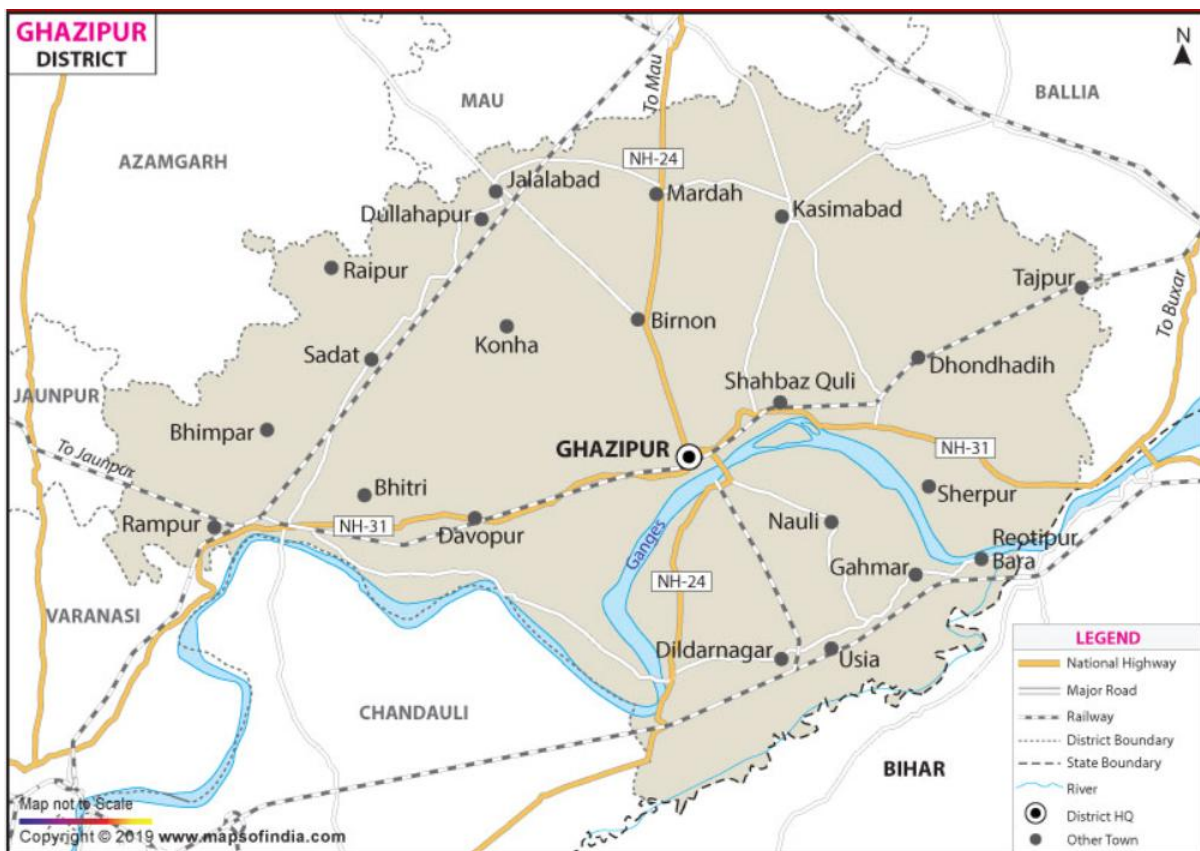 GHAZIPUR
DISTRICT
N
MAU
To Mau
BALLIA
AZAMGARH
NH-24
Jalalabad
Mardah
Dullahapur
Kasimabad
Raipur
Tajpur
To Buxar
Birnon
Konha
Sadat
Dhondhadih
JAUNPUR
Shahbaz Quli
Bhimpar
To Jaunpur
GHAZIPUR
NH-31
Bhitri
Sherpur
Rampur
NH-31
Davopur
Nauli
Ganges
Reotipur
Bara
Gahmar
NH-24
VARANASI
Dildarnagar
Usia
CHANDAULI
BIHAR
LEGEND
National Highway
Major Road
Railway
District Boundary
State Boundary
River
District HQ
Other Town
Map not to Scale
Copyright © 2019 www.mapsofindia.com